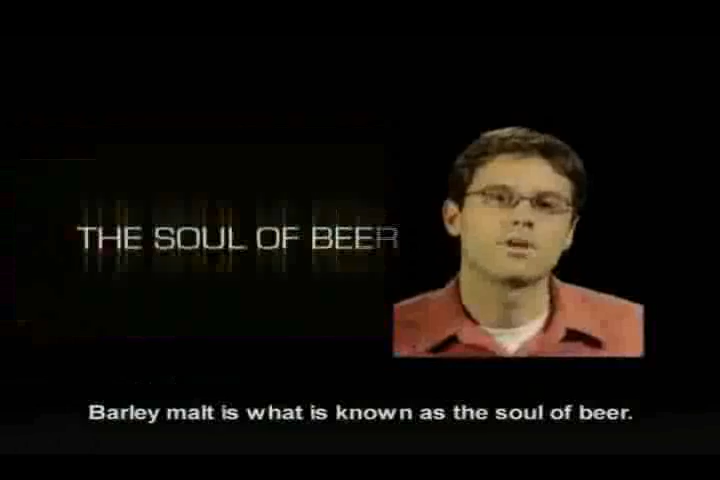 THE SOUL OF BEER
Barley malt is what is known as the soul of beer.